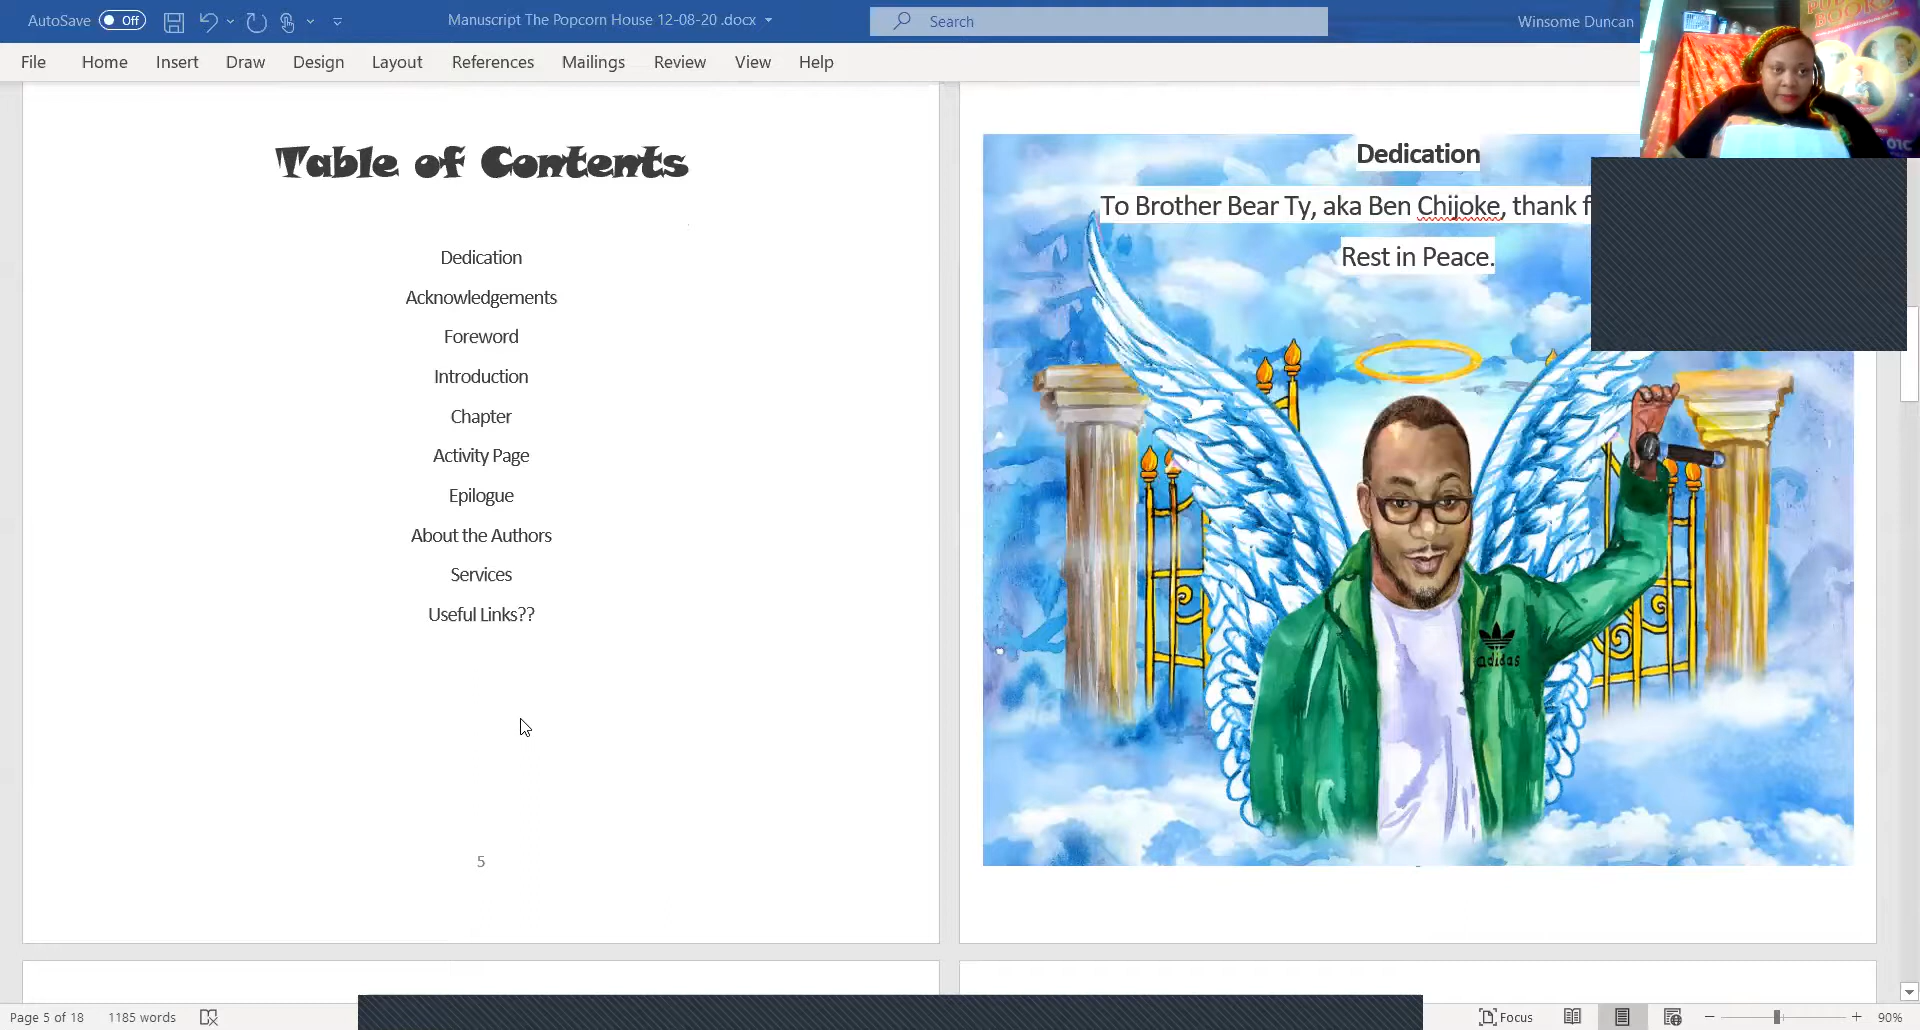 AutoSave Off
Manuscript The Popcorn House 12-08-20 .docx
Search
Winsome Duncan
File Home Insert Draw Design Layout References Mailings Review View Help
Table of Contents
Dedication
Acknowledgements
Foreword
Introduction
Chapter
Activity Page
Epilogue
About the Authors
Services
Useful Links??
5
Dedication
To Brother Bear Ty, aka Ben Chijoke, thank f
Rest in Peace.
adidas
BOOKS
Page 5 of 18 1185 words
Focus
90%